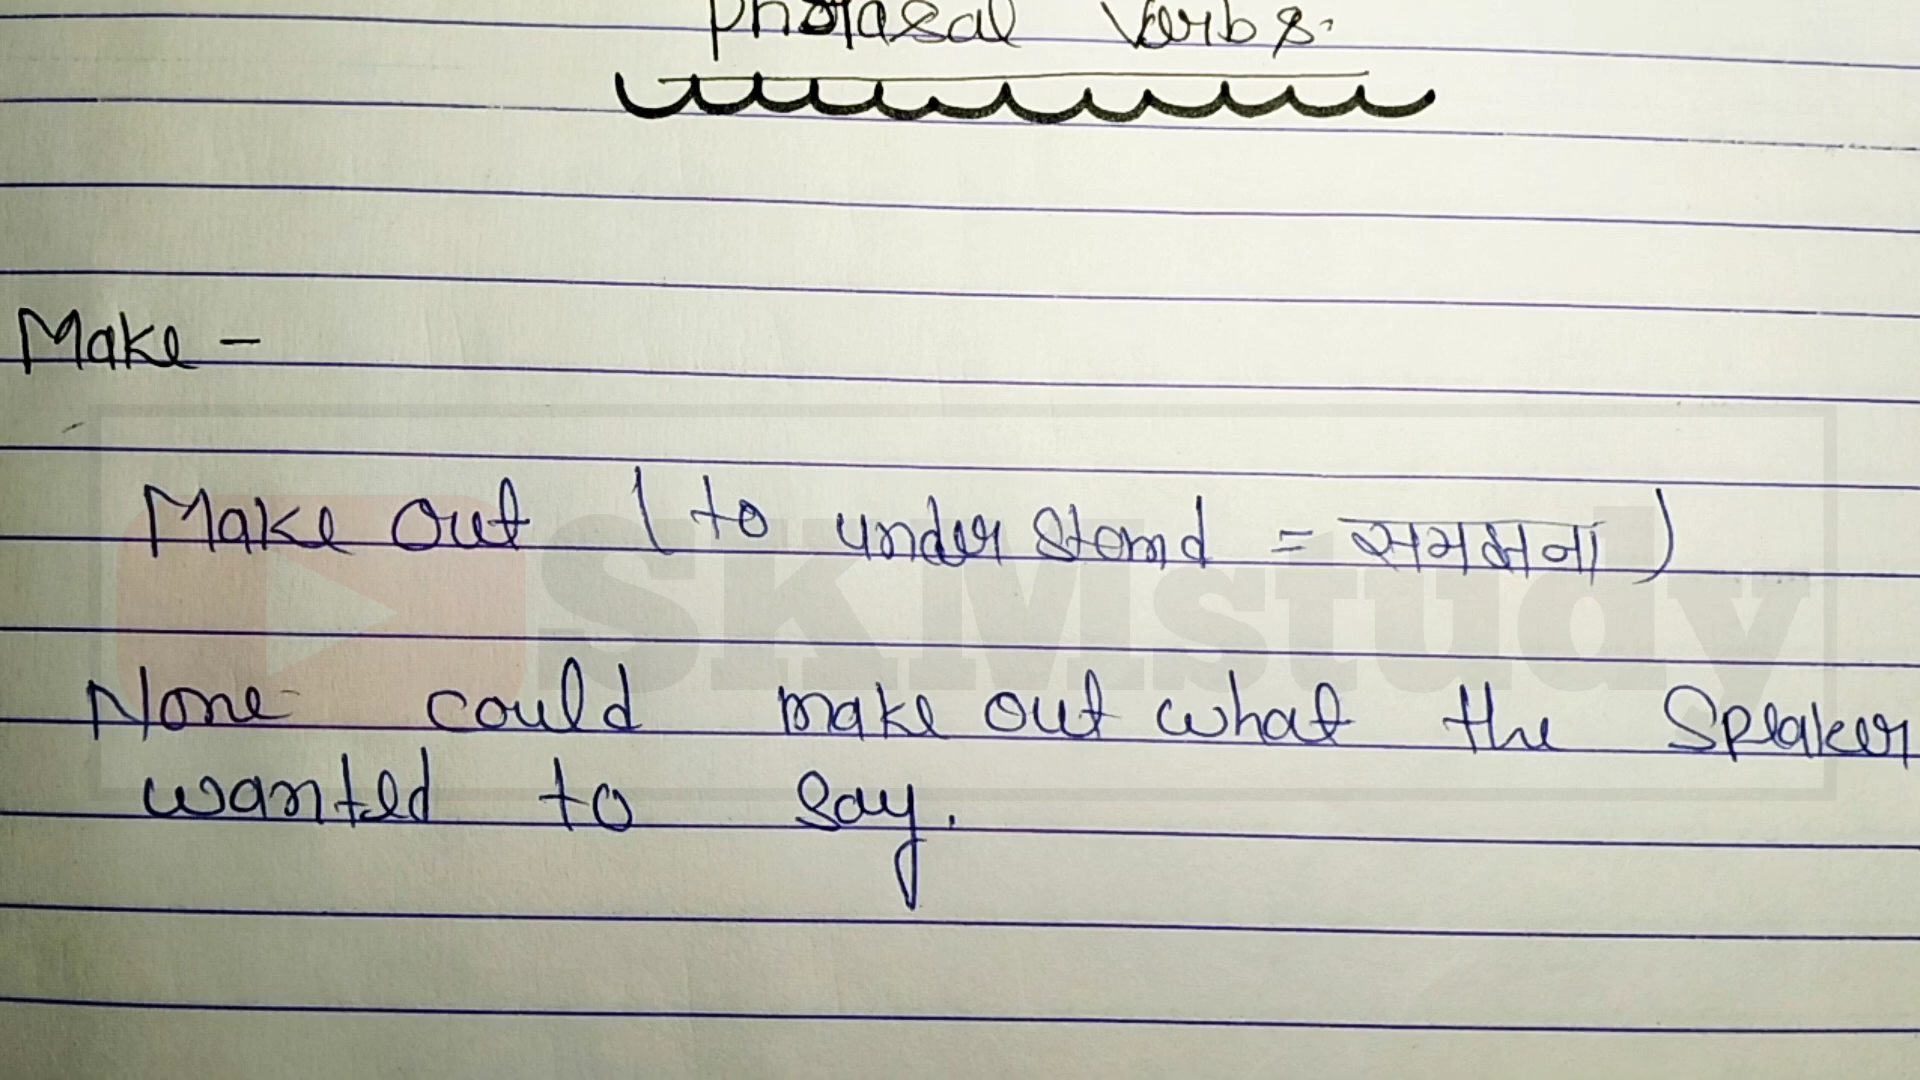 Phrasal Verbs.
Make -
Make out ( to understand = समझना )
SKMstudy
None could make out what the speaker
wanted to say.